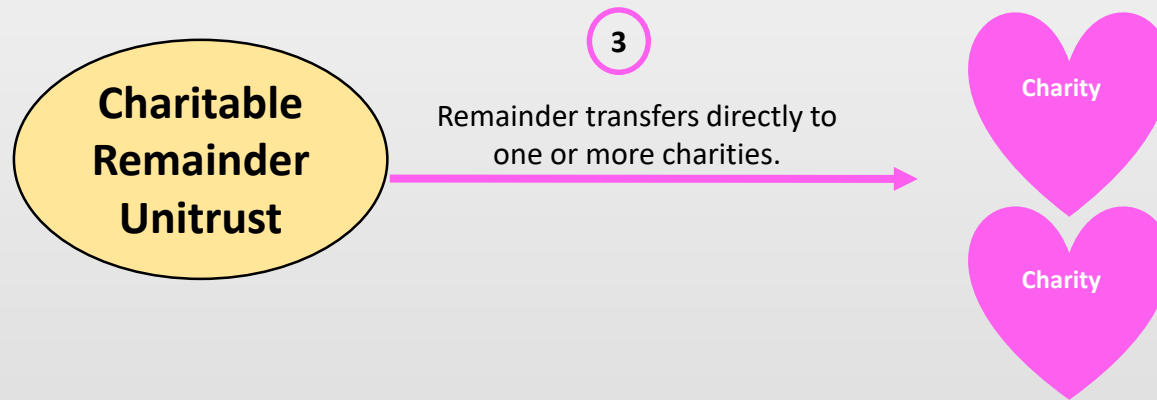 Charitable
Remainder
Unitrust
3
Remainder transfers directly to
one or more charities.
Charity
Charity